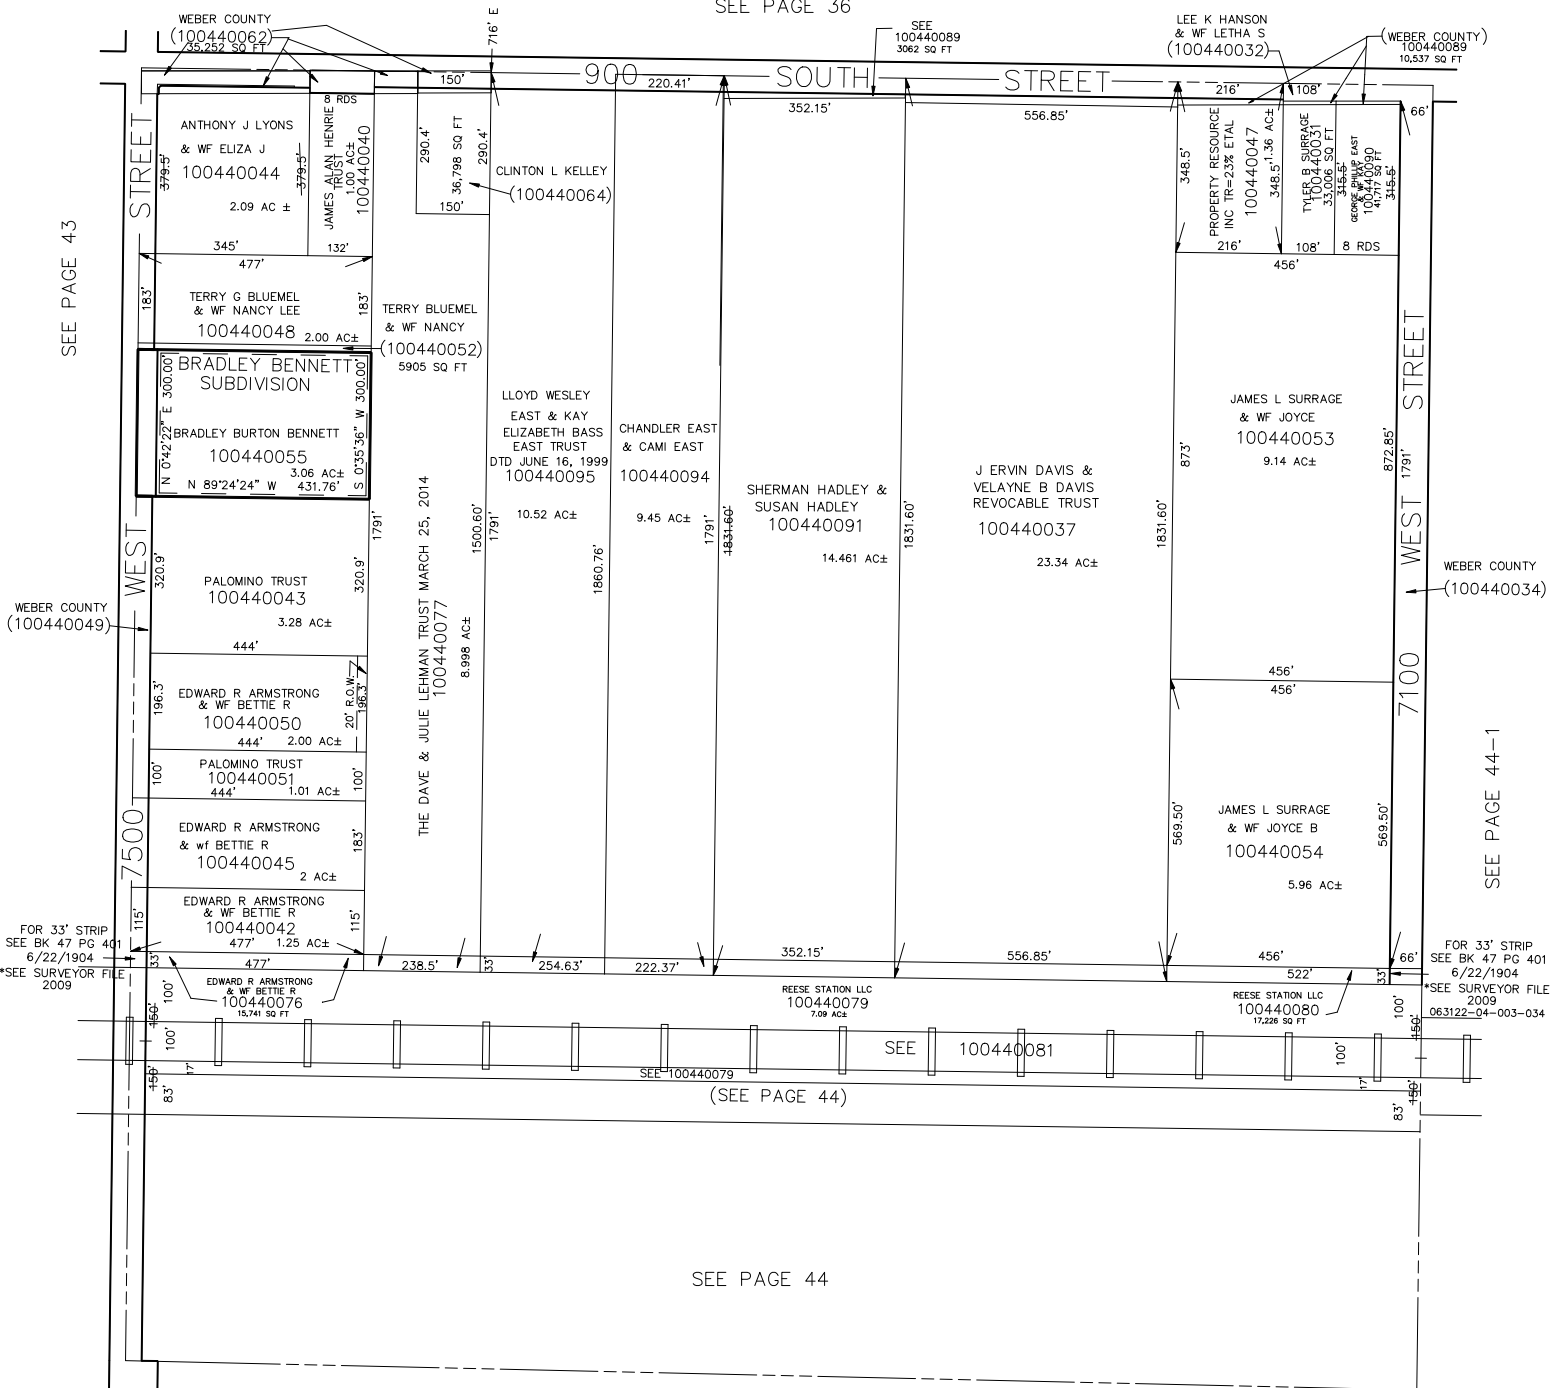 SEE PAGE 36
WEBER COUNTY
(100440062)
35,252 SQ FT
716' E
SEE
100440089
3062 SQ FT
LEE K HANSON
& WF LETHA S
(100440032)
(WEBER COUNTY)
100440089
10,537 SQ FT
900 SOUTH STREET
150'
220.41'
352.15'
556.85'
216'
108'
66'
7500 WEST STREET
7100 WEST STREET
SEE PAGE 43
SEE PAGE 44-1
ANTHONY J LYONS
& WF ELIZA J
100440044
2.09 AC ±
379.5'
379.5'
345'
8 RDS
JAMES ALAN HENRIE
TRUST
1.00 AC±
100440040
132'
477'
290.4'
36,798 SQ FT
290.4'
150'
CLINTON L KELLEY
(100440064)
348.5'
PROPERTY RESOURCE
INC TR=23% ETAL
100440047
1.36 AC±
348.5'
216'
TYLER B SURRAGE
100440031
33,006 SQ FT
108'
315.5'
GEORGE PHILLIP EAST
& WF KAY
100440090
41,717 SQ FT
315.5'
8 RDS
456'
183'
TERRY G BLUEMEL
& WF NANCY LEE
100440048 2.00 AC±
183'
TERRY BLUEMEL
& WF NANCY
(100440052)
5905 SQ FT
BRADLEY BENNETT
SUBDIVISION
N 0°42'22" E 300.00'
S 0°35'36" W 300.00'
BRADLEY BURTON BENNETT
100440055
3.06 AC±
N 89°24'24" W 431.76'
LLOYD WESLEY
EAST & KAY
ELIZABETH BASS
EAST TRUST
DTD JUNE 16, 1999
100440095
10.52 AC±
CHANDLER EAST
& CAMI EAST
100440094
9.45 AC±
SHERMAN HADLEY &
SUSAN HADLEY
100440091
14.461 AC±
J ERVIN DAVIS &
VELAYNE B DAVIS
REVOCABLE TRUST
100440037
23.34 AC±
JAMES L SURRAGE
& WF JOYCE
100440053
9.14 AC±
873'
872.85'
1791'
1791'
1500.60'
1791'
1860.76'
1791'
1831.60'
1831.60'
1831.60'
THE DAVE & JULIE LEHMAN TRUST MARCH 25, 2014
100440077
8.998 AC±
320.9'
PALOMINO TRUST
100440043
3.28 AC±
320.9'
444'
WEBER COUNTY
(100440049)
WEBER COUNTY
(100440034)
196.3'
EDWARD R ARMSTRONG
& WF BETTIE R
100440050
444' 2.00 AC±
20' R.O.W.
196.3'
100'
PALOMINO TRUST
100440051
444' 1.01 AC±
100'
EDWARD R ARMSTRONG
& wf BETTIE R
100440045
2 AC±
183'
EDWARD R ARMSTRONG
& WF BETTIE R
100440042
477' 1.25 AC±
115'
115'
456'
456'
569.50'
JAMES L SURRAGE
& WF JOYCE B
100440054
5.96 AC±
569.50'
FOR 33' STRIP
SEE BK 47 PG 401
6/22/1904
*SEE SURVEYOR FILE
2009
33'
477'
238.5'
33'
254.63'
222.37'
352.15'
556.85'
456'
66'
522'
33'
FOR 33' STRIP
SEE BK 47 PG 401
6/22/1904
*SEE SURVEYOR FILE
2009
063122-04-003-034
EDWARD R ARMSTRONG
& WF BETTIE R
100440076
15,741 SQ FT
REESE STATION LLC
100440079
7.09 AC±
REESE STATION LLC
100440080
17,226 SQ FT
100'
150'
100'
150'
17'
83'
100'
150'
100'
17'
150'
83'
SEE 100440081
SEE 100440079
(SEE PAGE 44)
SEE PAGE 44